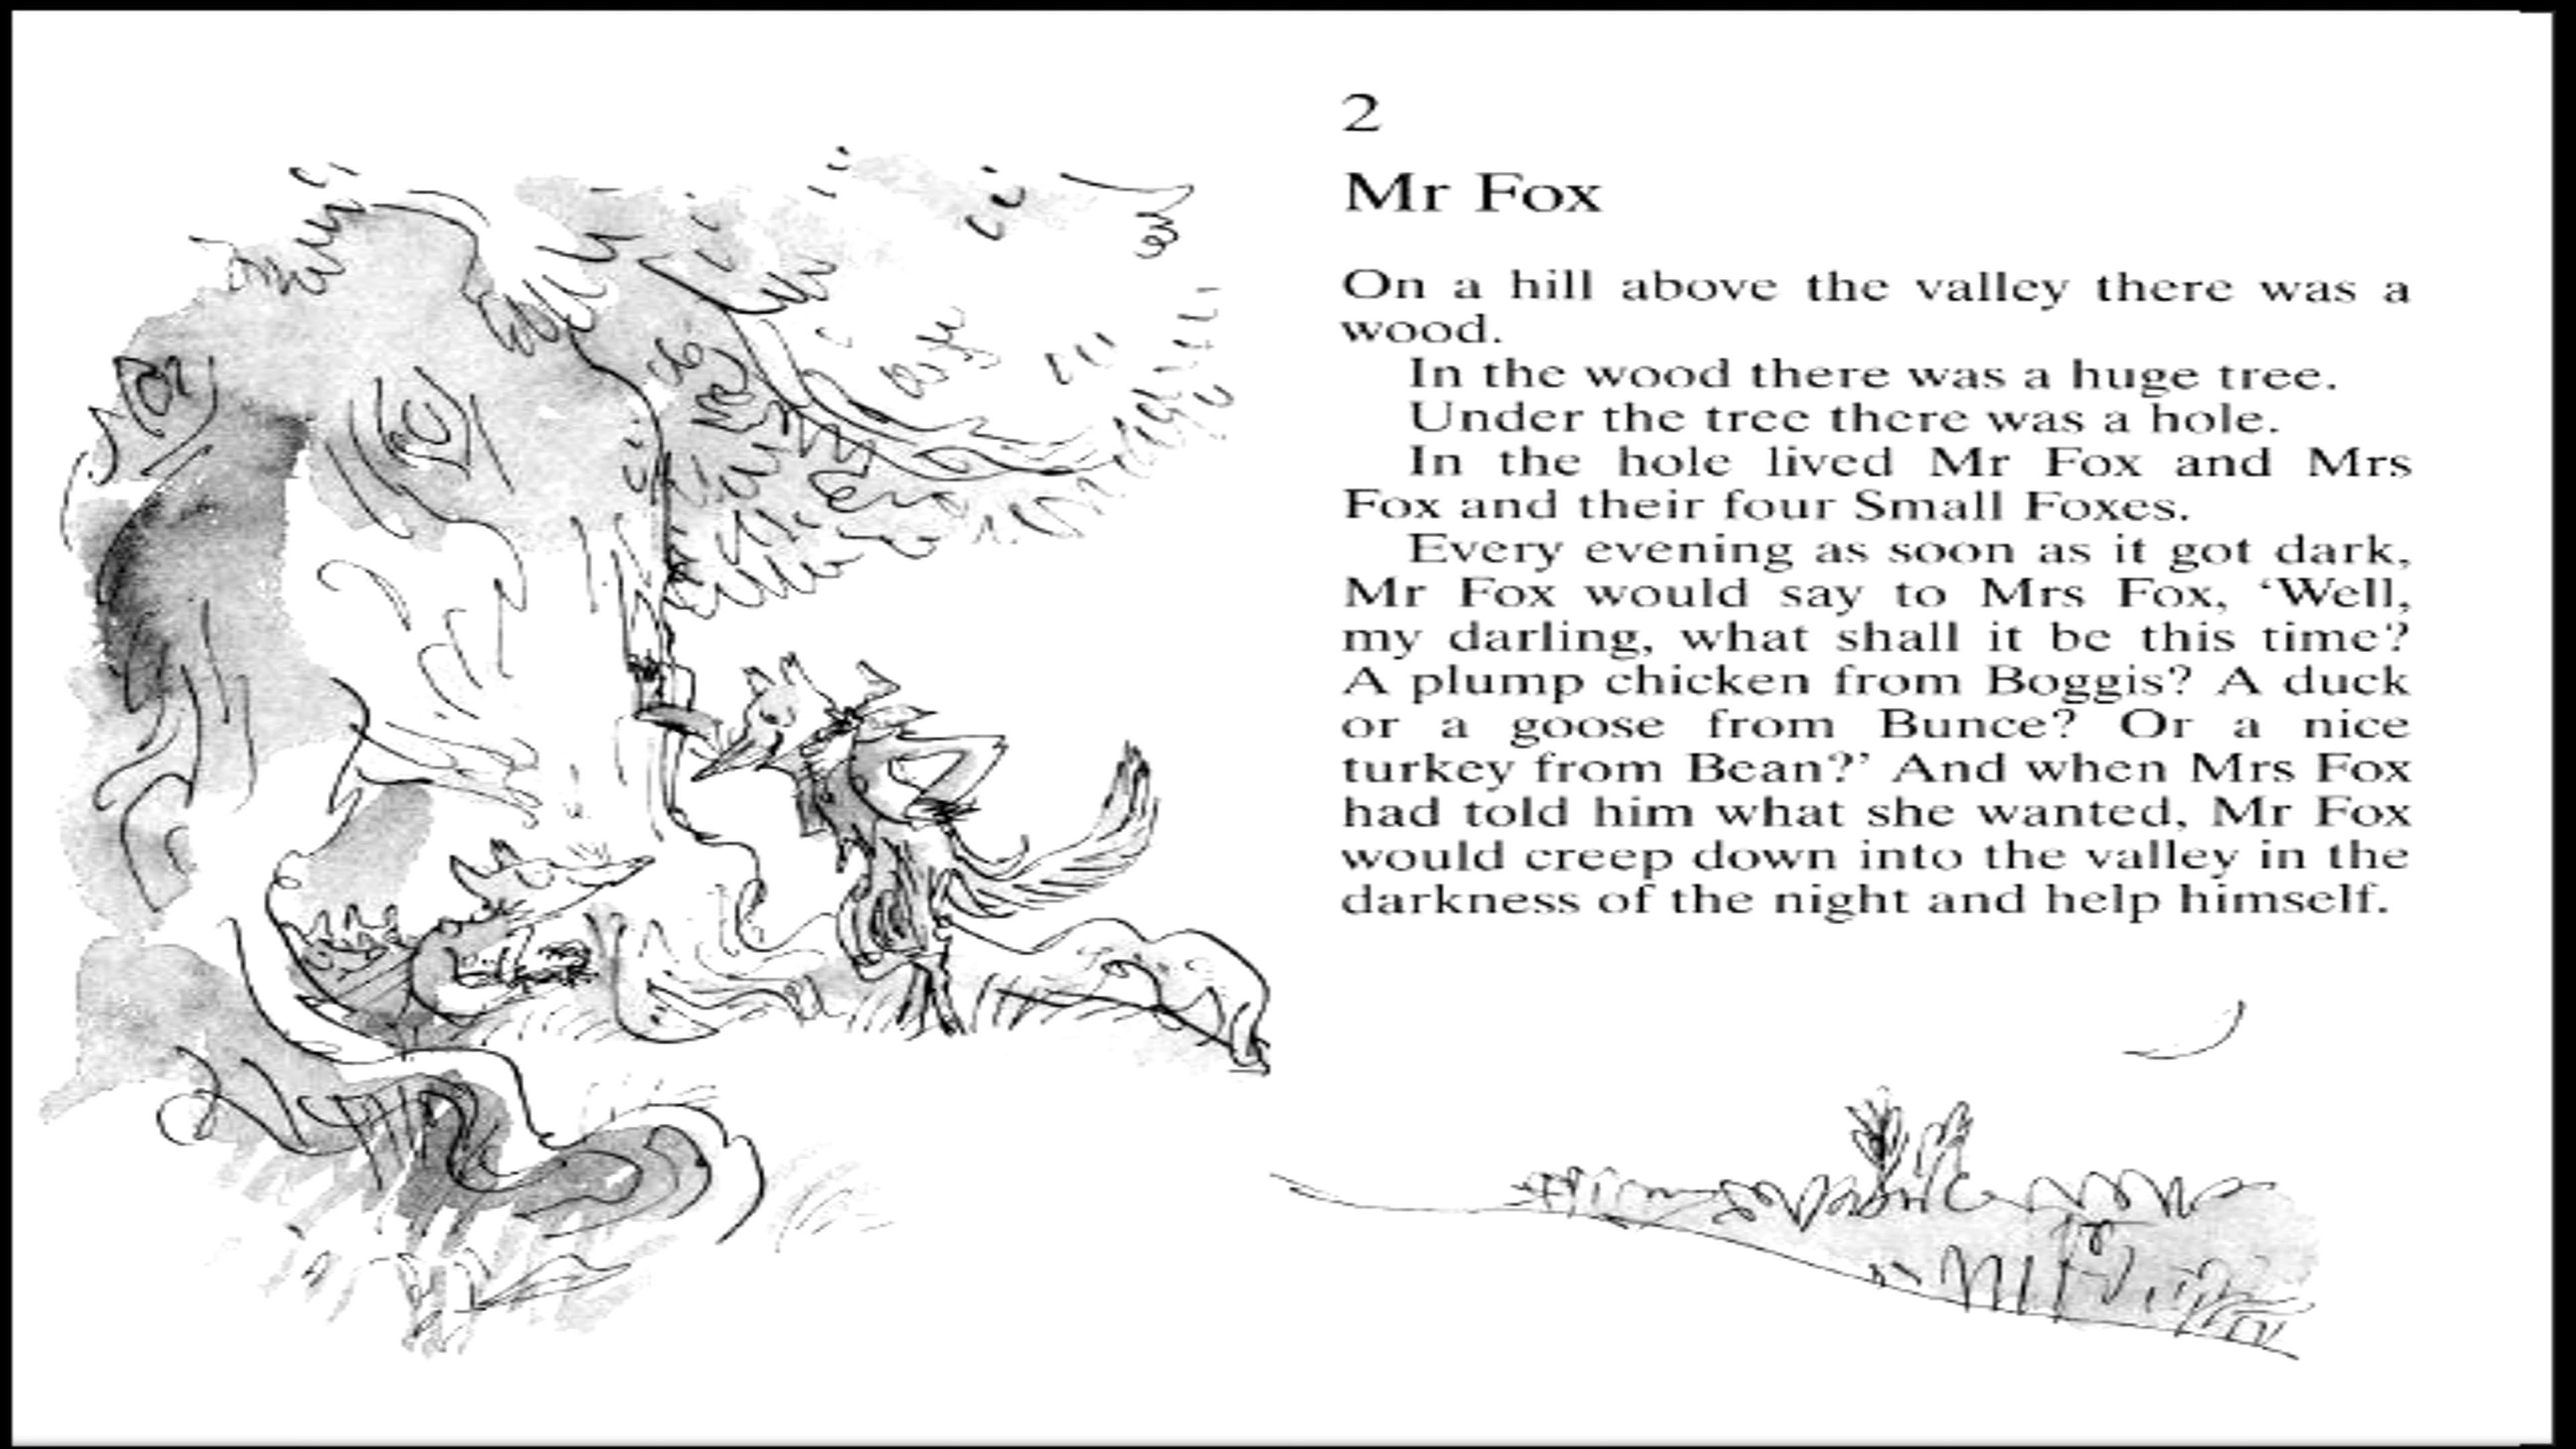 2
Mr Fox
On a hill above the valley there was a
wood.
In the wood there was a huge tree.
Under the tree there was a hole.
In the hole lived Mr Fox and Mrs
Fox and their four Small Foxes.
Every evening as soon as it got dark,
Mr Fox would say to Mrs Fox, ‘Well,
my darling, what shall it be this time?
A plump chicken from Boggis? A duck
or a goose from Bunce? Or a nice
turkey from Bean?’ And when Mrs Fox
had told him what she wanted, Mr Fox
would creep down into the valley in the
darkness of the night and help himself.